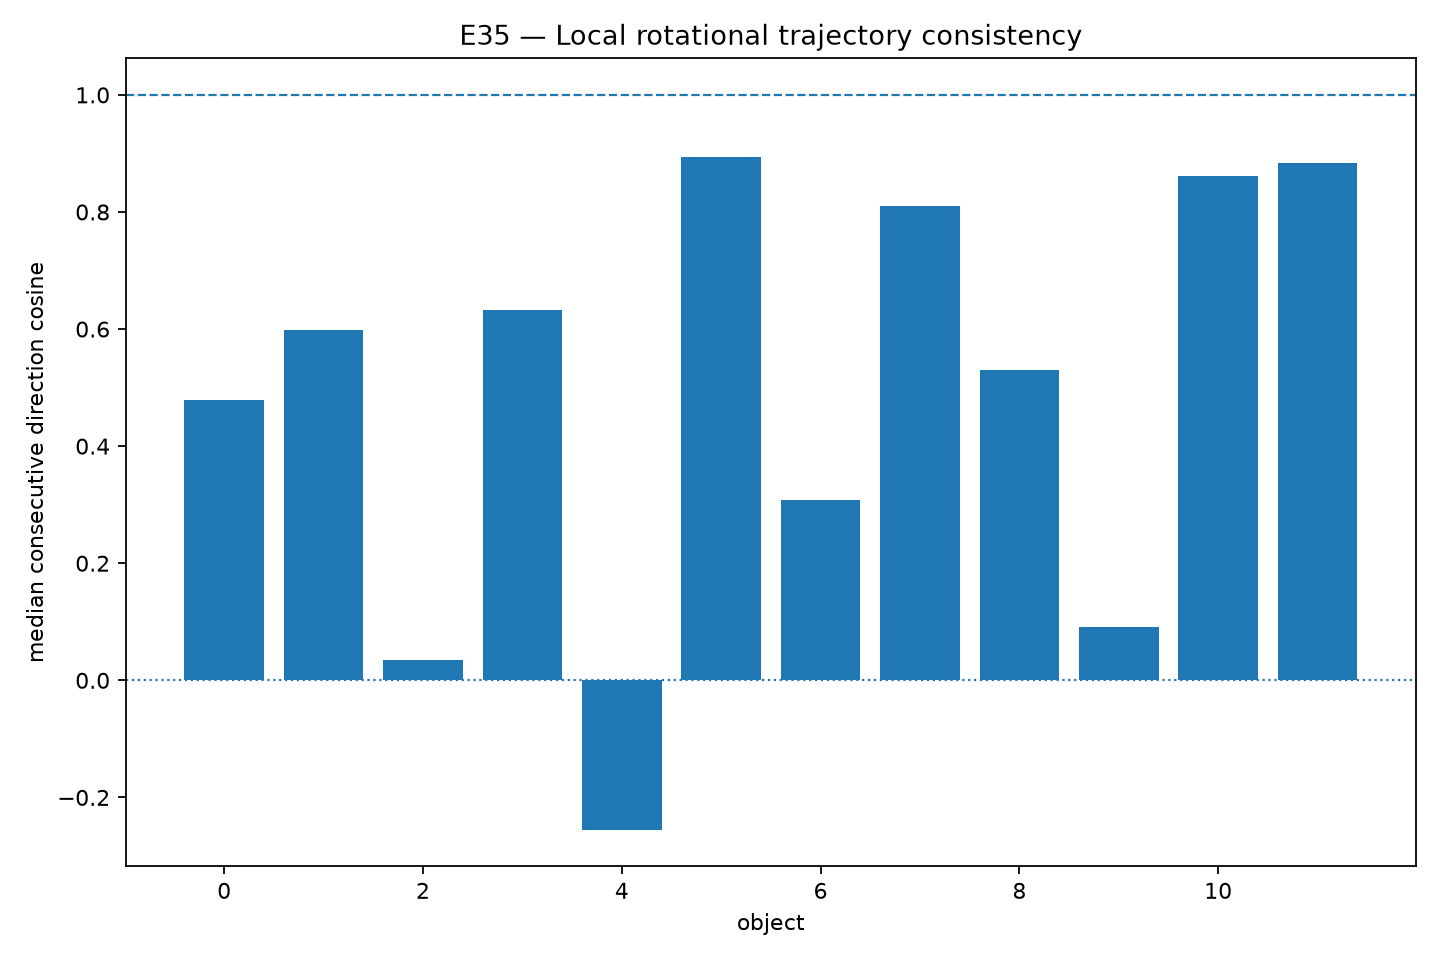 E35 — Local rotational trajectory consistency
median consecutive direction cosine
1.0
0.8
0.6
0.4
0.2
0.0
−0.2
0 2 4 6 8 10
object